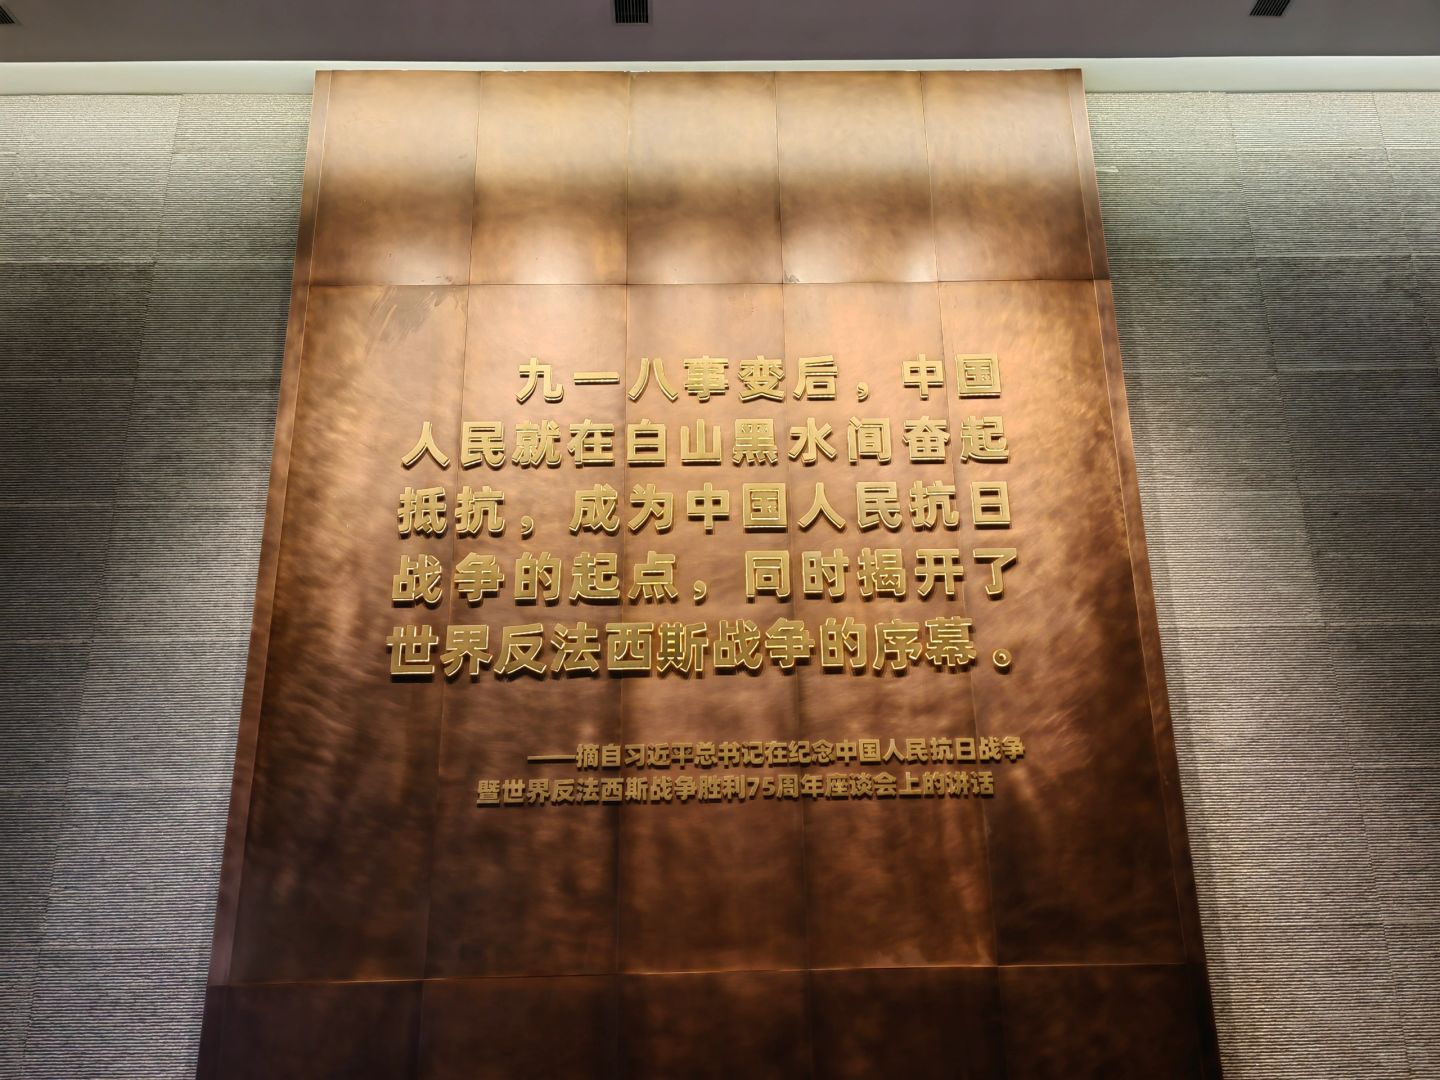 九一八事变后，中国
人民就在白山黑水间奋起
抵抗，成为中国人民抗日
战争的起点，同时揭开了
世界反法西斯战争的序幕。
——摘自习近平总书记在纪念中国人民抗日战争
暨世界反法西斯战争胜利75周年座谈会上的讲话